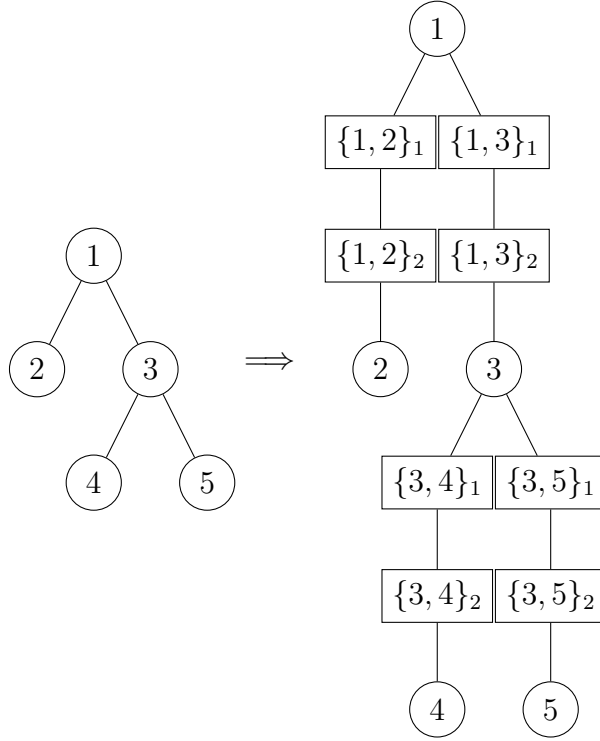 1
{1, 2}₁ {1, 3}₁
{1, 2}₂ {1, 3}₂
1
2 3 ⟹ 2 3
4 5
{3, 4}₁ {3, 5}₁
{3, 4}₂ {3, 5}₂
4 5